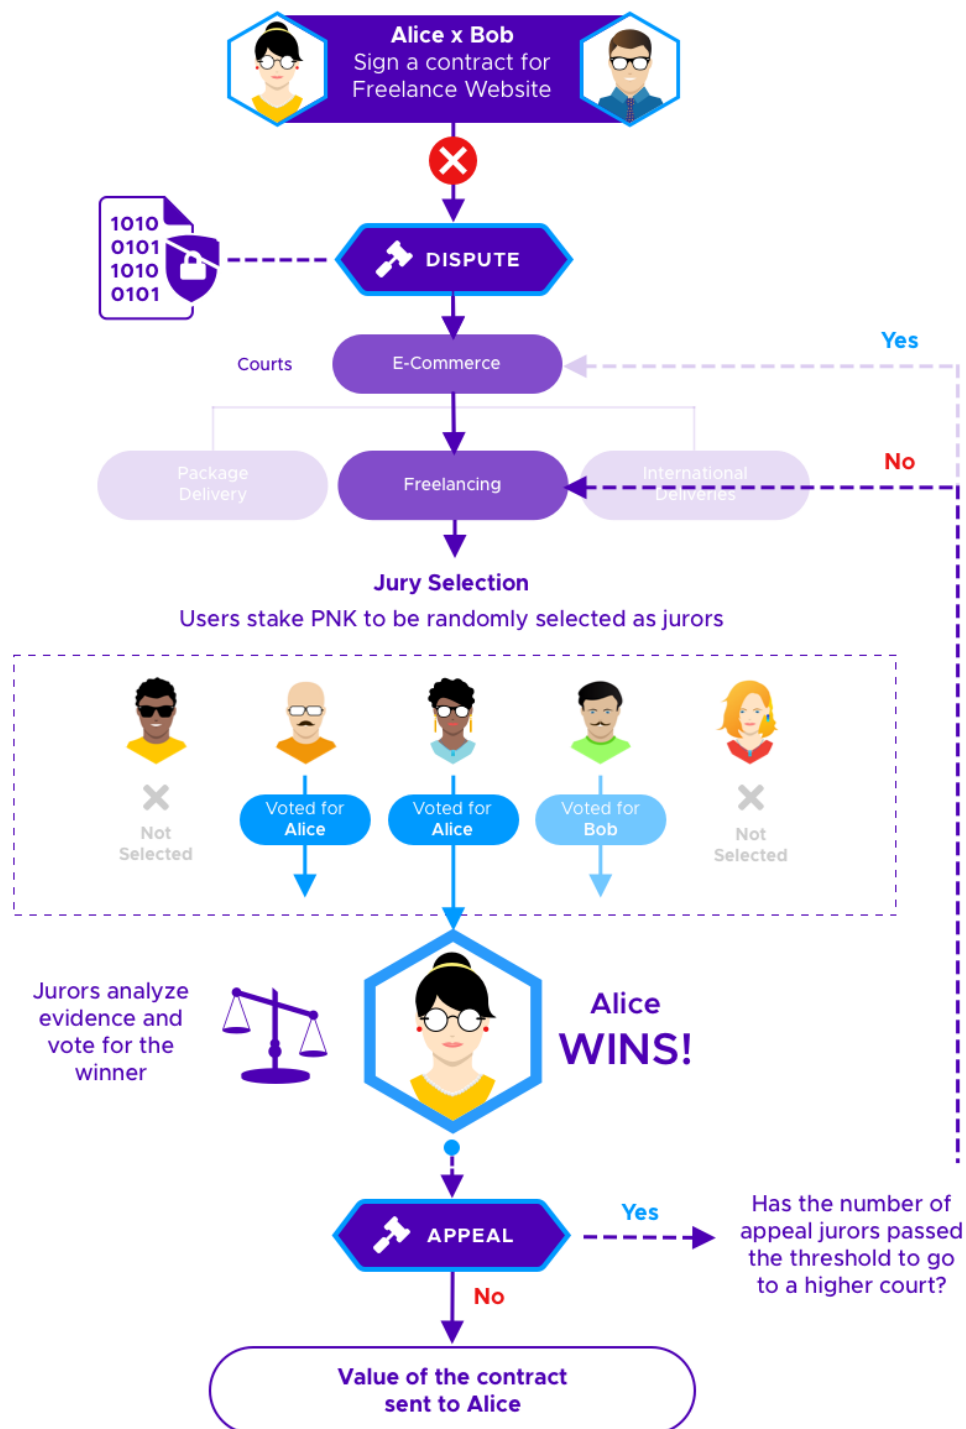 Alice x Bob
Sign a contract for
Freelance Website
1010
0101
1010
0101
DISPUTE
Courts
E-Commerce
Yes
Package
Delivery
Freelancing
International
Deliveries
No
Jury Selection
Users stake PNK to be randomly selected as jurors
Not
Selected
Voted for
Alice
Voted for
Alice
Voted for
Bob
Not
Selected
Jurors analyze
evidence and
vote for the
winner
Alice
WINS!
APPEAL
Yes
Has the number of
appeal jurors passed
the threshold to go
to a higher court?
No
Value of the contract
sent to Alice